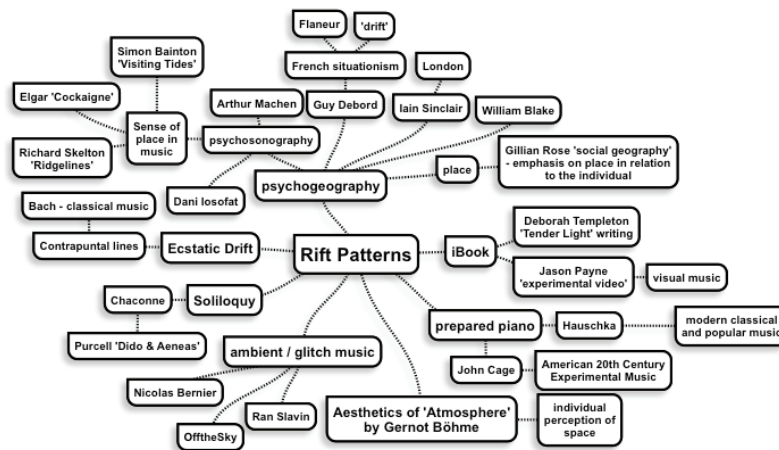 Flaneur
'drift'
Simon Bainton
'Visiting Tides'
French situationism
London
Elgar 'Cockaigne'
Arthur Machen
Guy Debord
Iain Sinclair
William Blake
Sense of
place in
music
psychosonography
Richard Skelton
'Ridgelines'
place
Gillian Rose 'social geography'
- emphasis on place in relation
to the individual
psychogeography
Dani Iosofat
Bach - classical music
Deborah Templeton
'Tender Light' writing
Contrapuntal lines
Ecstatic Drift
Rift Patterns
iBook
Jason Payne
'experimental video'
visual music
Chaconne
Soliloquy
prepared piano
Hauschka
modern classical
and popular music
Purcell 'Dido & Aeneas'
ambient / glitch music
John Cage
American 20th Century
Experimental Music
Nicolas Bernier
Ran Slavin
OfftheSky
Aesthetics of 'Atmosphere'
by Gernot Böhme
individual
perception of
space